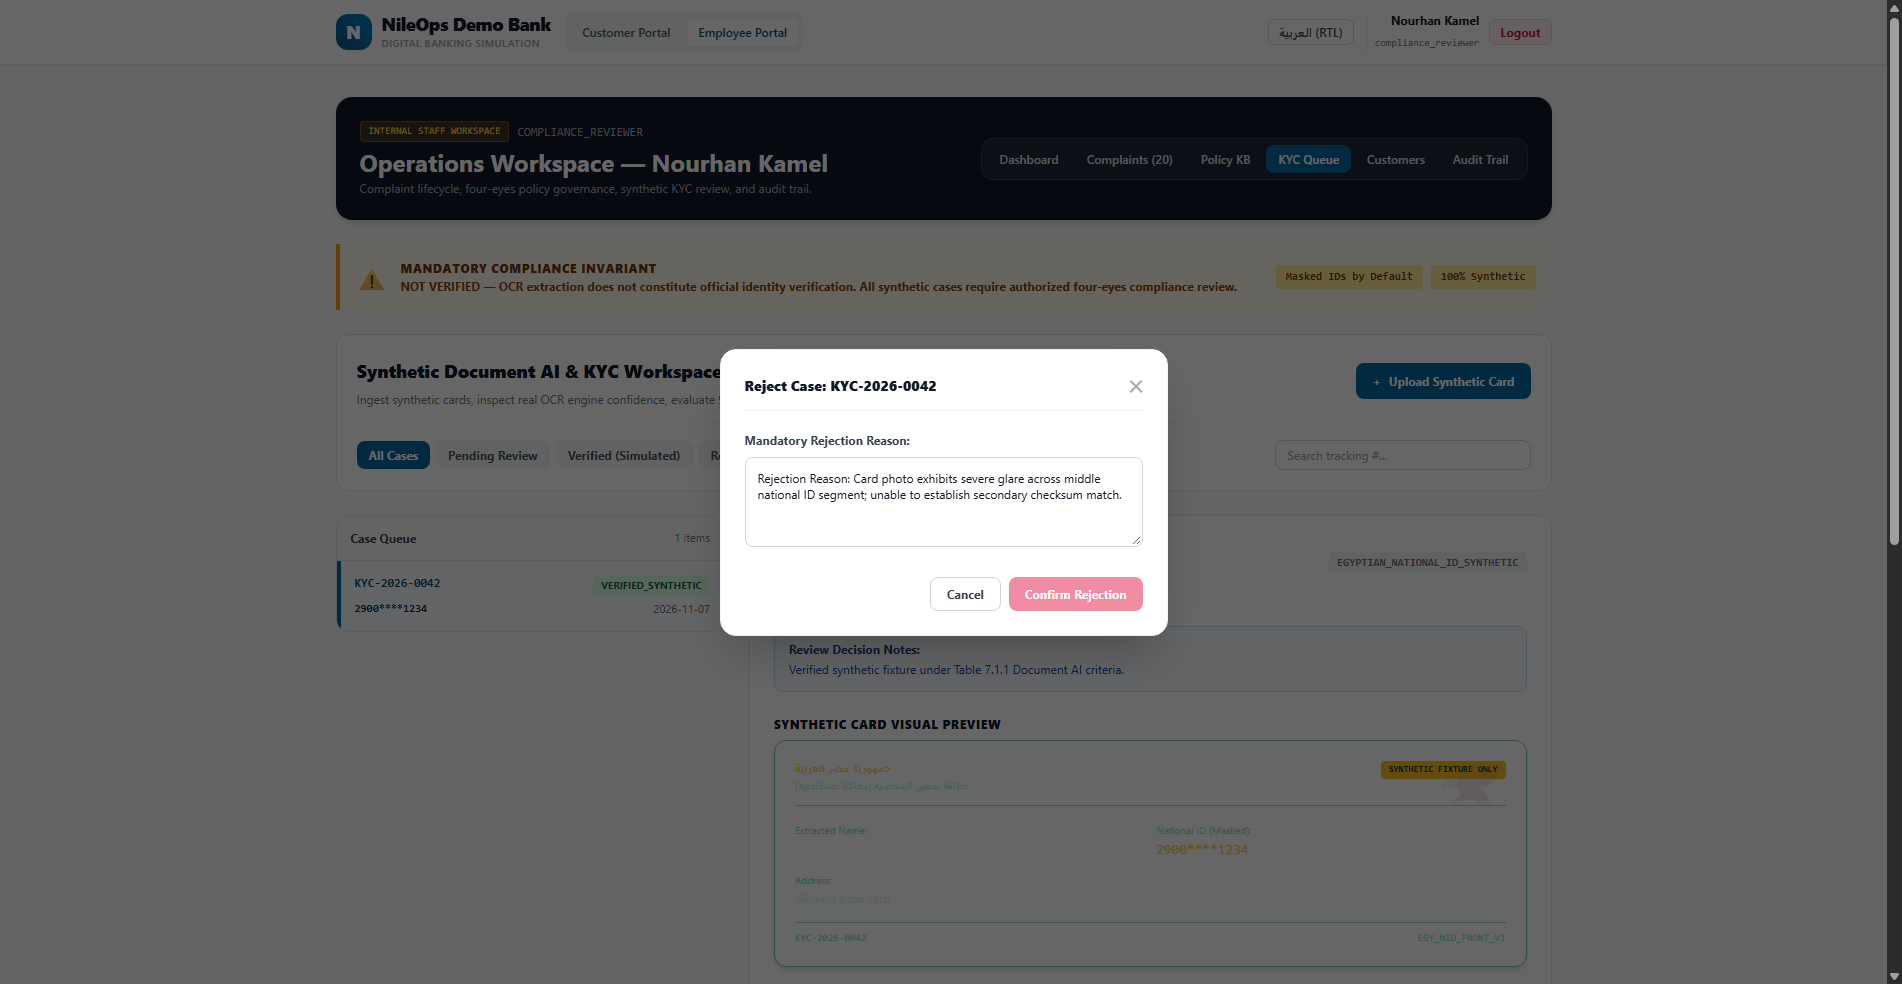 N
NileOps Demo Bank
DIGITAL BANKING SIMULATION
Customer Portal
Employee Portal
العربية (RTL)
Nourhan Kamel
compliance_reviewer
Logout
INTERNAL STAFF WORKSPACE
COMPLIANCE_REVIEWER
Operations Workspace — Nourhan Kamel
Complaint lifecycle, four-eyes policy governance, synthetic KYC review, and audit trail.
Dashboard
Complaints (20)
Policy KB
KYC Queue
Customers
Audit Trail
MANDATORY COMPLIANCE INVARIANT
NOT VERIFIED — OCR extraction does not constitute official identity verification. All synthetic cases require authorized four-eyes compliance review.
Masked IDs by Default
100% Synthetic
Synthetic Document AI & KYC Workspace
Ingest synthetic cards, inspect real OCR engine confidence, evaluate
+ Upload Synthetic Card
All Cases
Pending Review
Verified (Simulated)
Search tracking #...
Reject Case: KYC-2026-0042
Mandatory Rejection Reason:
Rejection Reason: Card photo exhibits severe glare across middle
national ID segment; unable to establish secondary checksum match.
Cancel
Confirm Rejection
Case Queue
1 items
KYC-2026-0042
VERIFIED_SYNTHETIC
2900****1234
2026-11-07
EGYPTIAN_NATIONAL_ID_SYNTHETIC
Review Decision Notes:
Verified synthetic fixture under Table 7.1.1 Document AI criteria.
SYNTHETIC CARD VISUAL PREVIEW
جمهورية مصر العربية
بطاقة تحقيق الشخصية (محاكاة اصطناعية)
SYNTHETIC FIXTURE ONLY
Extracted Name:
National ID (Masked):
2900****1234
Address:
Missing from card
KYC-2026-0042
EGY_NID_FRONT_V1